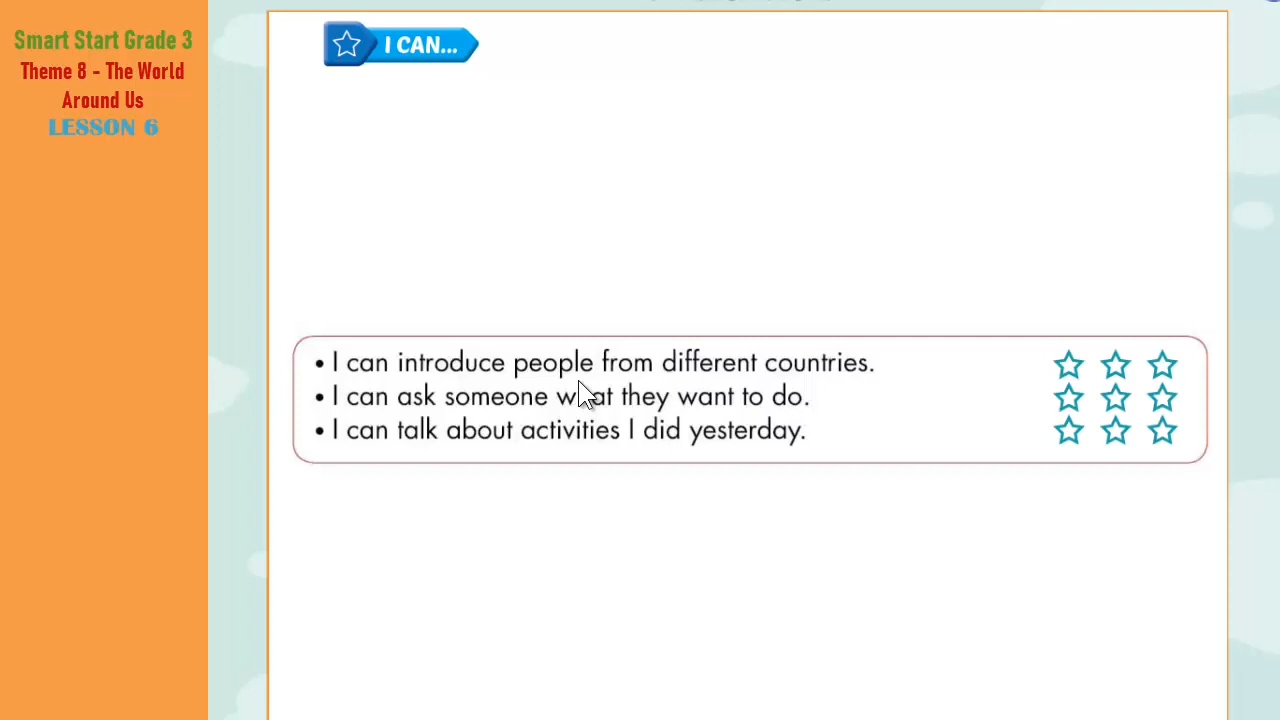 Smart Start Grade 3
Theme 8 - The World
Around Us
LESSON 6
I CAN...
• I can introduce people from different countries.
• I can ask someone what they want to do.
• I can talk about activities I did yesterday.